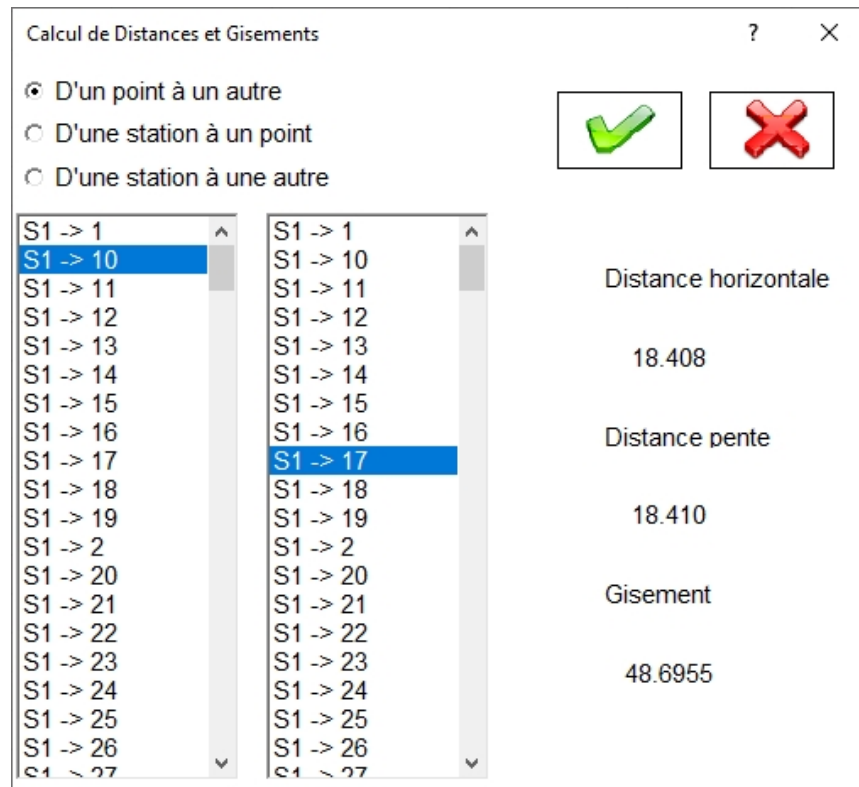 Calcul de Distances et Gisements
?
D'un point à un autre
D'une station à un point
D'une station à une autre
S1 -> 1
S1 -> 10
S1 -> 11
S1 -> 12
S1 -> 13
S1 -> 14
S1 -> 15
S1 -> 16
S1 -> 17
S1 -> 18
S1 -> 19
S1 -> 2
S1 -> 20
S1 -> 21
S1 -> 22
S1 -> 23
S1 -> 24
S1 -> 25
S1 -> 26
S1 -> 27
S1 -> 1
S1 -> 10
S1 -> 11
S1 -> 12
S1 -> 13
S1 -> 14
S1 -> 15
S1 -> 16
S1 -> 17
S1 -> 18
S1 -> 19
S1 -> 2
S1 -> 20
S1 -> 21
S1 -> 22
S1 -> 23
S1 -> 24
S1 -> 25
S1 -> 26
S1 -> 27
Distance horizontale
18.408
Distance pente
18.410
Gisement
48.6955